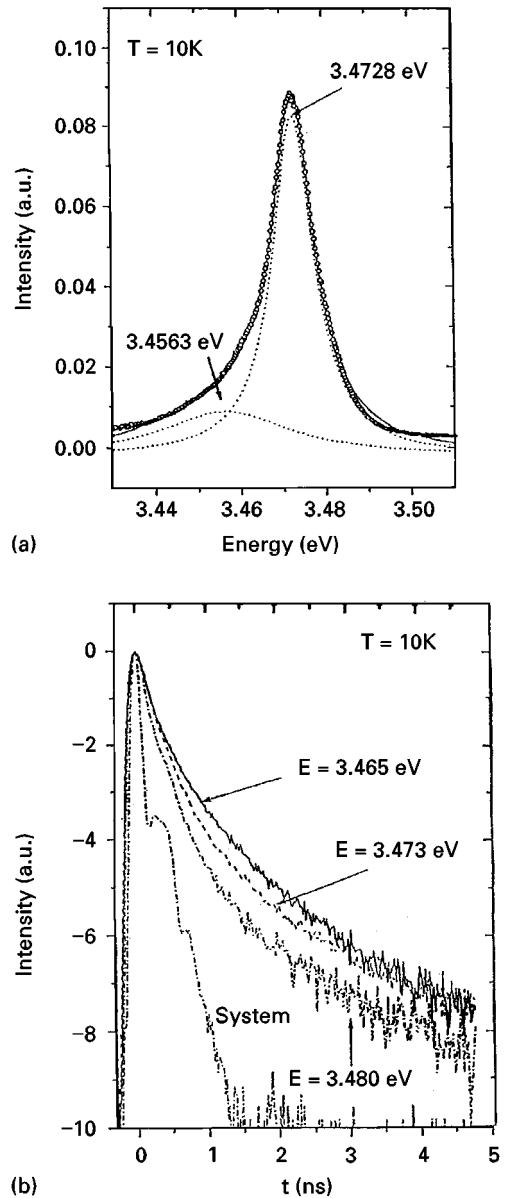 0.10
T = 10K
3.4728 eV
0.08
0.06
0.04
3.4563 eV
0.02
0.00
3.44 3.46 3.48 3.50
Intensity (a.u.)
(a) Energy (eV)
T = 10K
0
−2
E = 3.465 eV
−4
E = 3.473 eV
−6
System
−8
E = 3.480 eV
−10
0 1 2 3 4 5
Intensity (a.u.)
(b) t (ns)